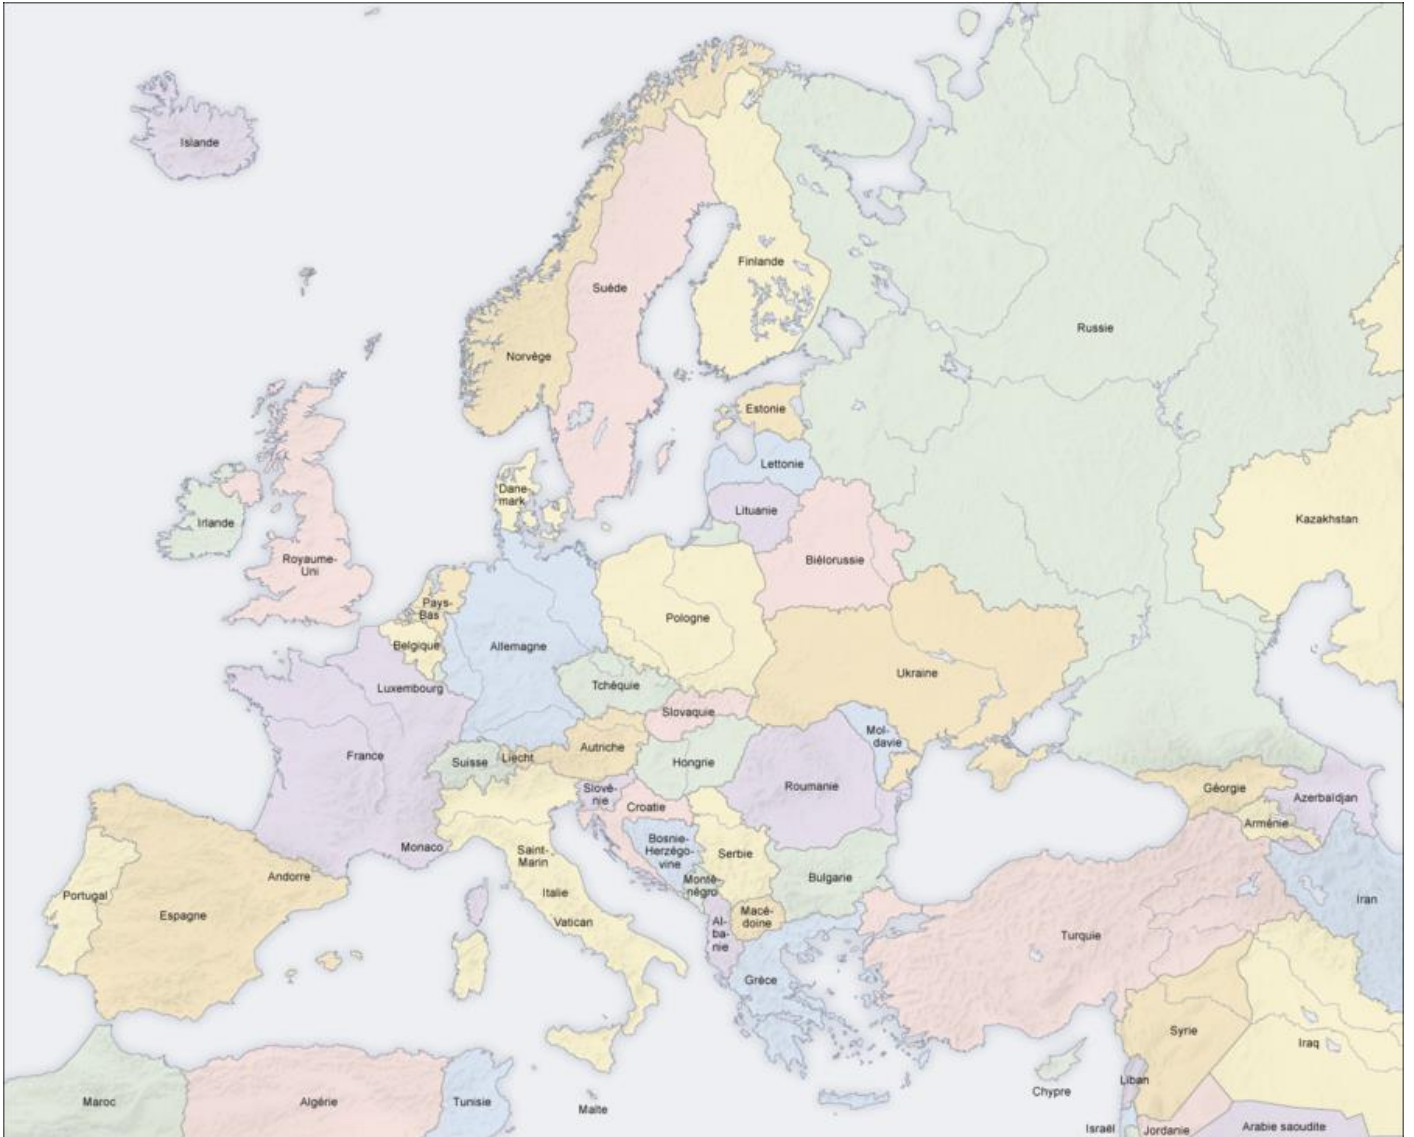 Islande
Finlande
Suède
Russie
Norvège
Estonie
Lettonie
Dane-
mark
Lituanie
Irlande
Kazakhstan
Royaume-
Uni
Biélorussie
Pays-
Bas
Pologne
Belgique
Allemagne
Ukraine
Tchéquie
Luxembourg
Slovaquie
Mol-
davie
Autriche
France
Liecht
Suisse
Hongrie
Roumanie
Géorgie
Slové-
nie
Azerbaïdjan
Croatie
Arménie
Bosnie-
Herzégo-
vine
Monaco
Saint-
Marin
Serbie
Andorre
Bulgarie
Monté-
négro
Italie
Portugal
Iran
Espagne
Macé-
doine
Vatican
Al-
ba-
nie
Turquie
Grèce
Syrie
Iraq
Liban
Chypre
Maroc
Algérie
Tunisie
Malte
Israël
Jordanie
Arabie saoudite